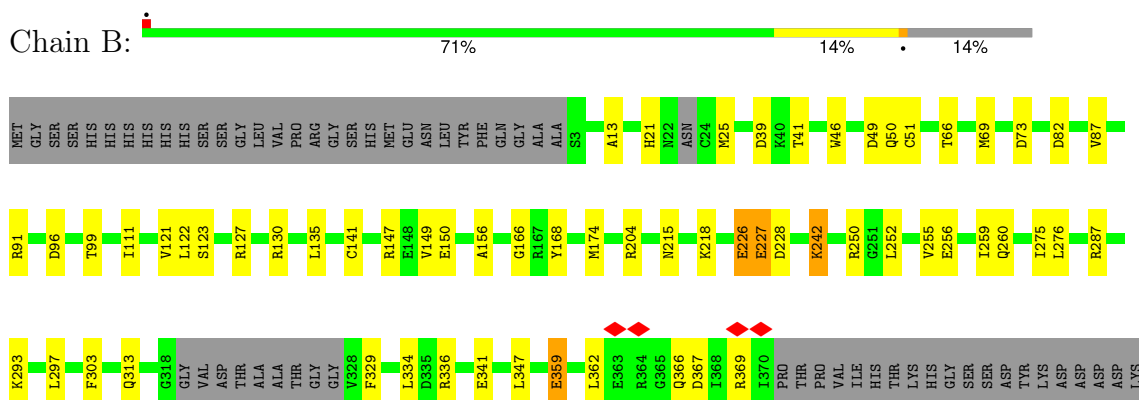 Chain B:
71% 14% • 14%
MET GLY SER SER HIS HIS HIS HIS HIS HIS SER SER GLY LEU VAL PRO ARG GLY SER HIS MET GLU ASN LEU TYR PHE GLN GLY ALA ALA S3 A13 H21 N22 ASN C24 M25 D39 K40 T41 W46 D49 Q50 C51 T66 M69 D73 D82 V87
R91 D96 T99 I111 V121 L122 S123 R127 R130 L135 C141 R147 E148 V149 E150 A156 G166 R167 Y168 M174 R204 N215 K218 E226 E227 D228 K242 R250 G251 L252 V255 E256 I259 Q260 I275 L276 R287
K293 L297 F303 Q313 G318 GLY VAL ASP THR ALA ALA THR GLY GLY V328 F329 L334 D335 R336 E341 L347 E359 L362 E363 R364 G365 Q366 D367 I368 R369 I370 PRO THR PRO VAL ILE HIS THR LYS HIS GLY SER SER ASP TYR LYS ASP ASP ASP ASP LYS